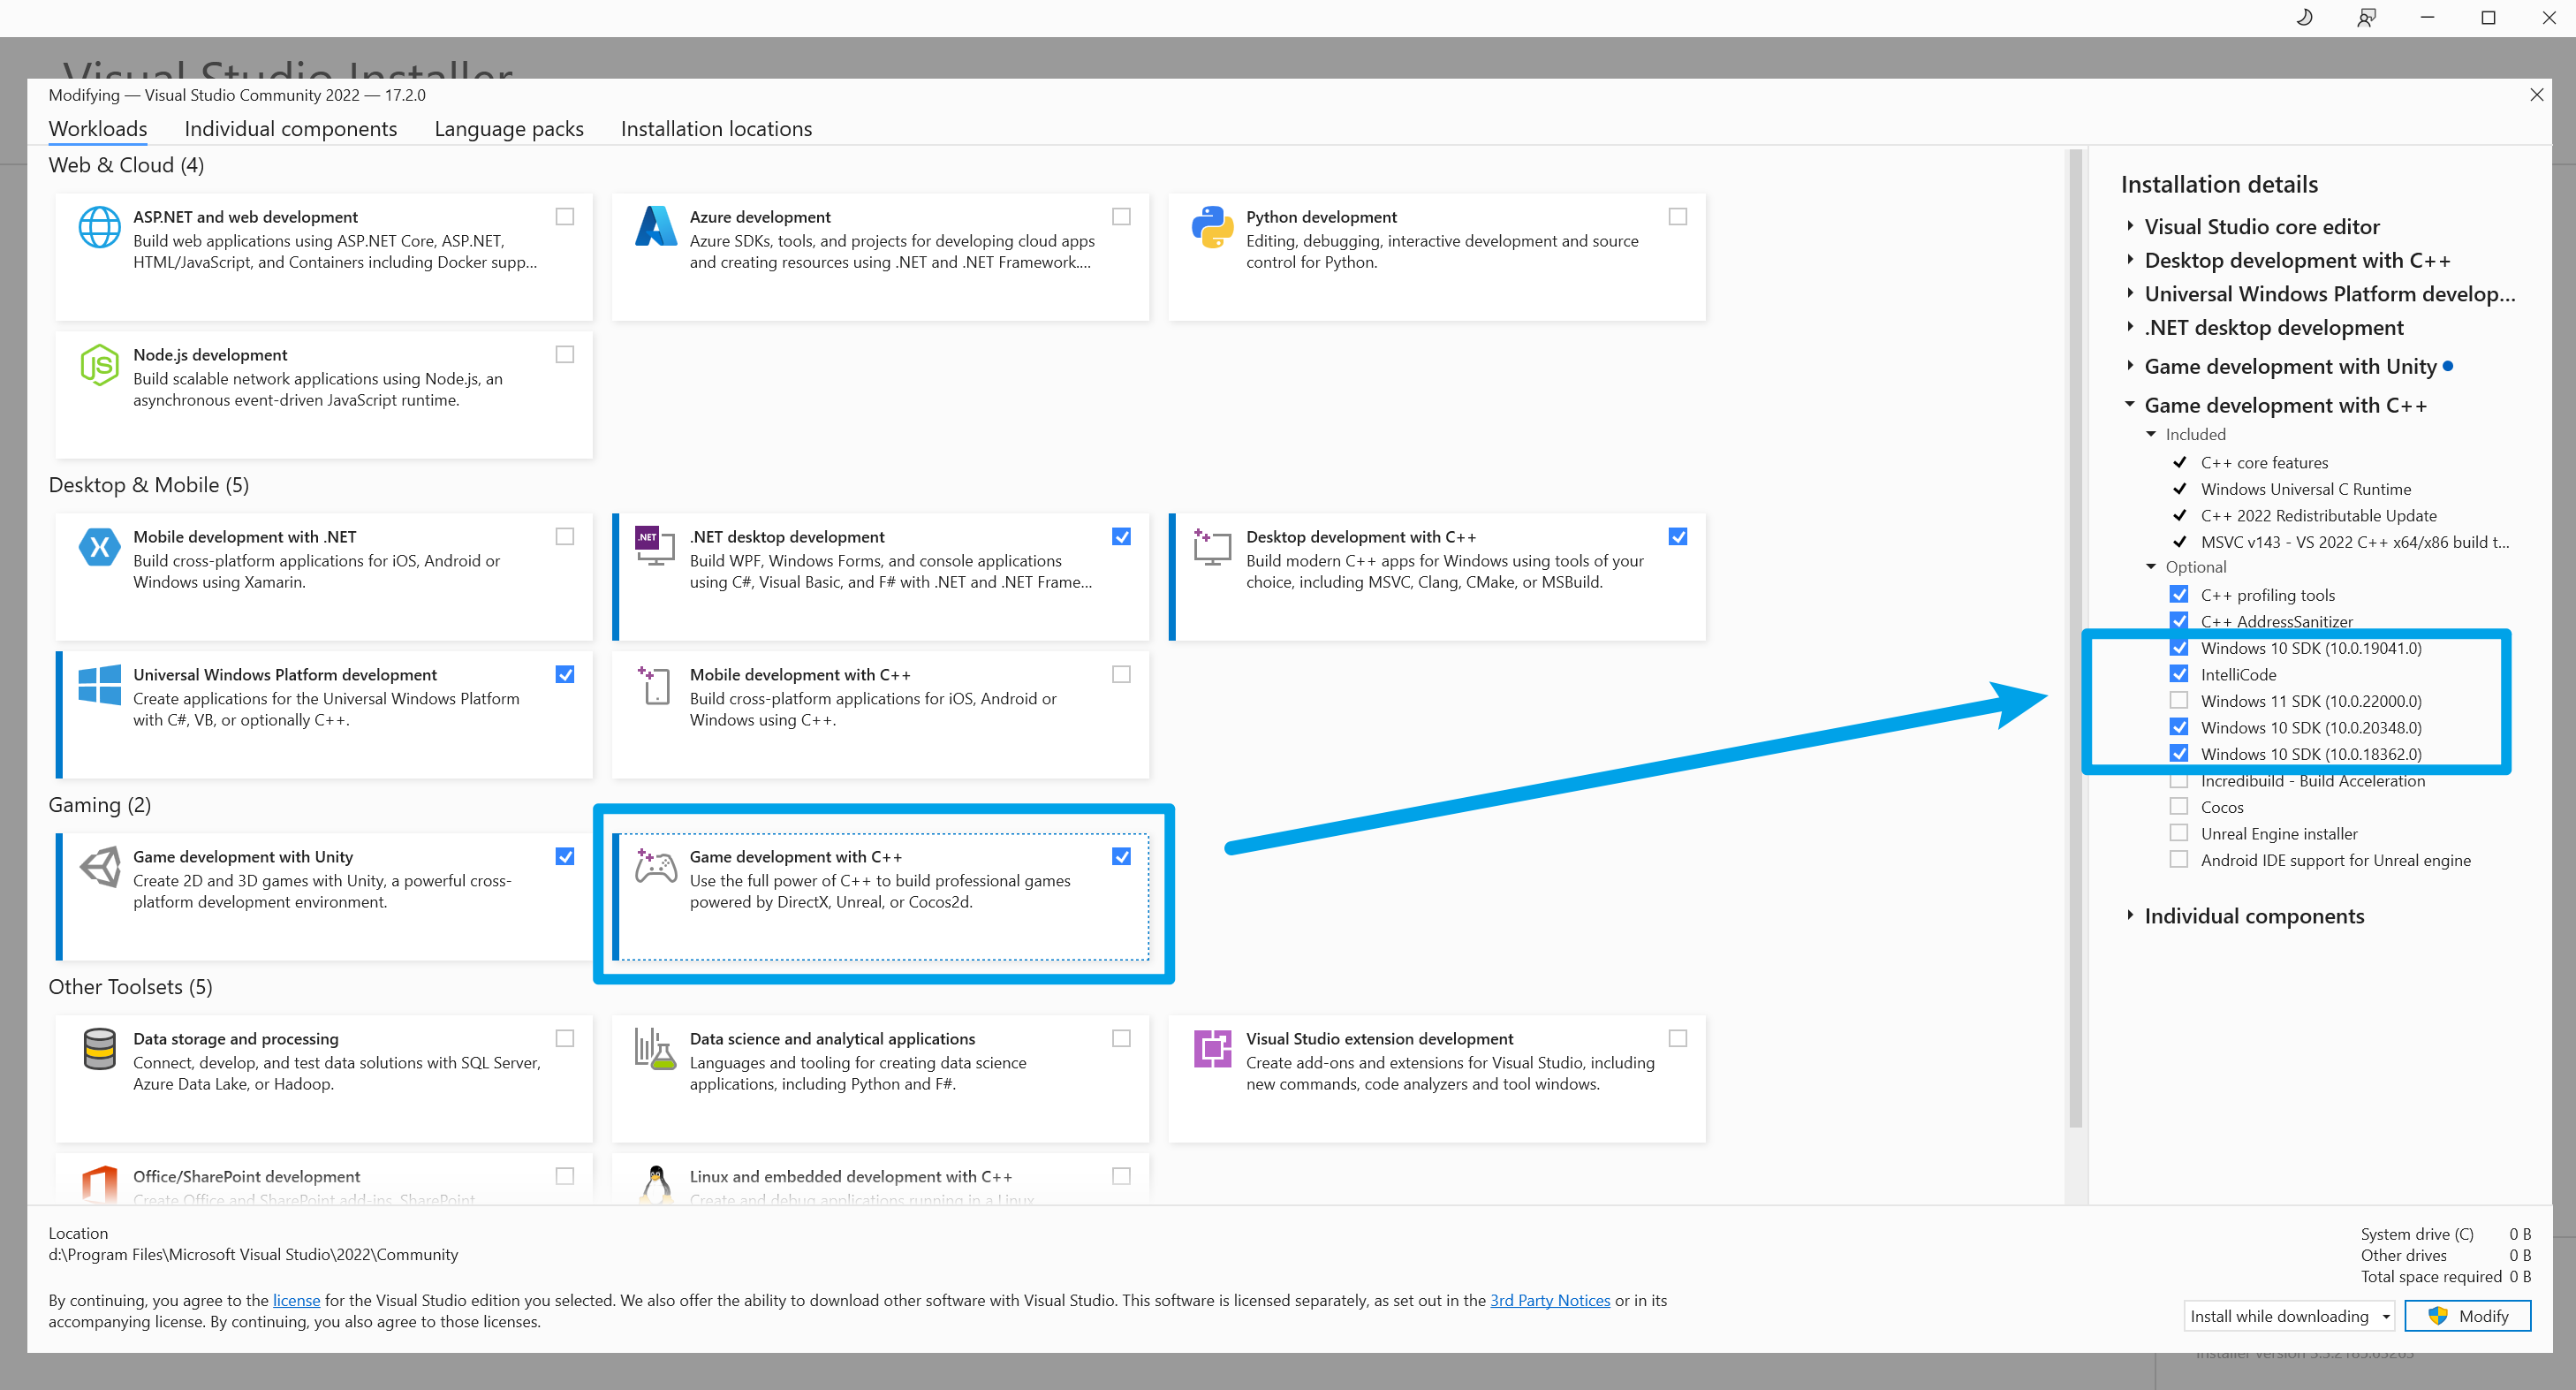 Visual Studio Installer
Modifying — Visual Studio Community 2022 — 17.2.0
Workloads
Individual components
Language packs
Installation locations
Web & Cloud (4)
ASP.NET and web development
Build web applications using ASP.NET Core, ASP.NET,
HTML/JavaScript, and Containers including Docker supp...
Azure development
Azure SDKs, tools, and projects for developing cloud apps
and creating resources using .NET and .NET Framework....
Python development
Editing, debugging, interactive development and source
control for Python.
JS
Node.js development
Build scalable network applications using Node.js, an
asynchronous event-driven JavaScript runtime.
Desktop & Mobile (5)
Mobile development with .NET
Build cross-platform applications for iOS, Android or
Windows using Xamarin.
.NET
.NET desktop development
Build WPF, Windows Forms, and console applications
using C#, Visual Basic, and F# with .NET and .NET Frame...
Desktop development with C++
Build modern C++ apps for Windows using tools of your
choice, including MSVC, Clang, CMake, or MSBuild.
Universal Windows Platform development
Create applications for the Universal Windows Platform
with C#, VB, or optionally C++.
Mobile development with C++
Build cross-platform applications for iOS, Android or
Windows using C++.
Gaming (2)
Game development with Unity
Create 2D and 3D games with Unity, a powerful cross-
platform development environment.
Game development with C++
Use the full power of C++ to build professional games
powered by DirectX, Unreal, or Cocos2d.
Other Toolsets (5)
Data storage and processing
Connect, develop, and test data solutions with SQL Server,
Azure Data Lake, or Hadoop.
Data science and analytical applications
Languages and tooling for creating data science
applications, including Python and F#.
Visual Studio extension development
Create add-ons and extensions for Visual Studio, including
new commands, code analyzers and tool windows.
Office/SharePoint development
Create Office and SharePoint add-ins, SharePoint
Linux and embedded development with C++
Create and debug applications running in a Linux
Installation details
Visual Studio core editor
Desktop development with C++
Universal Windows Platform develop...
.NET desktop development
Game development with Unity
Game development with C++
Included
C++ core features
Windows Universal C Runtime
C++ 2022 Redistributable Update
MSVC v143 - VS 2022 C++ x64/x86 build t...
Optional
C++ profiling tools
C++ AddressSanitizer
Windows 10 SDK (10.0.19041.0)
IntelliCode
Windows 11 SDK (10.0.22000.0)
Windows 10 SDK (10.0.20348.0)
Windows 10 SDK (10.0.18362.0)
Incredibuild - Build Acceleration
Cocos
Unreal Engine installer
Android IDE support for Unreal engine
Individual components
Location
d:\Program Files\Microsoft Visual Studio\2022\Community
By continuing, you agree to the license for the Visual Studio edition you selected. We also offer the ability to download other software with Visual Studio. This software is licensed separately, as set out in the 3rd Party Notices or in its
accompanying license. By continuing, you also agree to those licenses.
System drive (C) 0 B
Other drives 0 B
Total space required 0 B
Install while downloading
Modify
Installer version